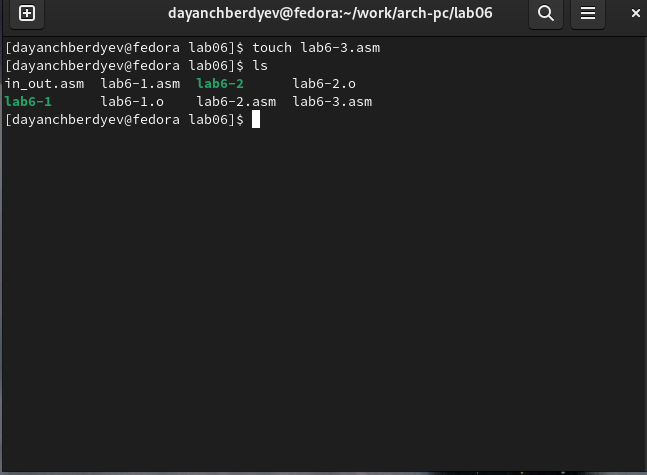 dayanchberdyev@fedora:~/work/arch-pc/lab06
[dayanchberdyev@fedora lab06]$ touch lab6-3.asm
[dayanchberdyev@fedora lab06]$ ls
in_out.asm  lab6-1.asm  lab6-2      lab6-2.o
lab6-1      lab6-1.o    lab6-2.asm  lab6-3.asm
[dayanchberdyev@fedora lab06]$